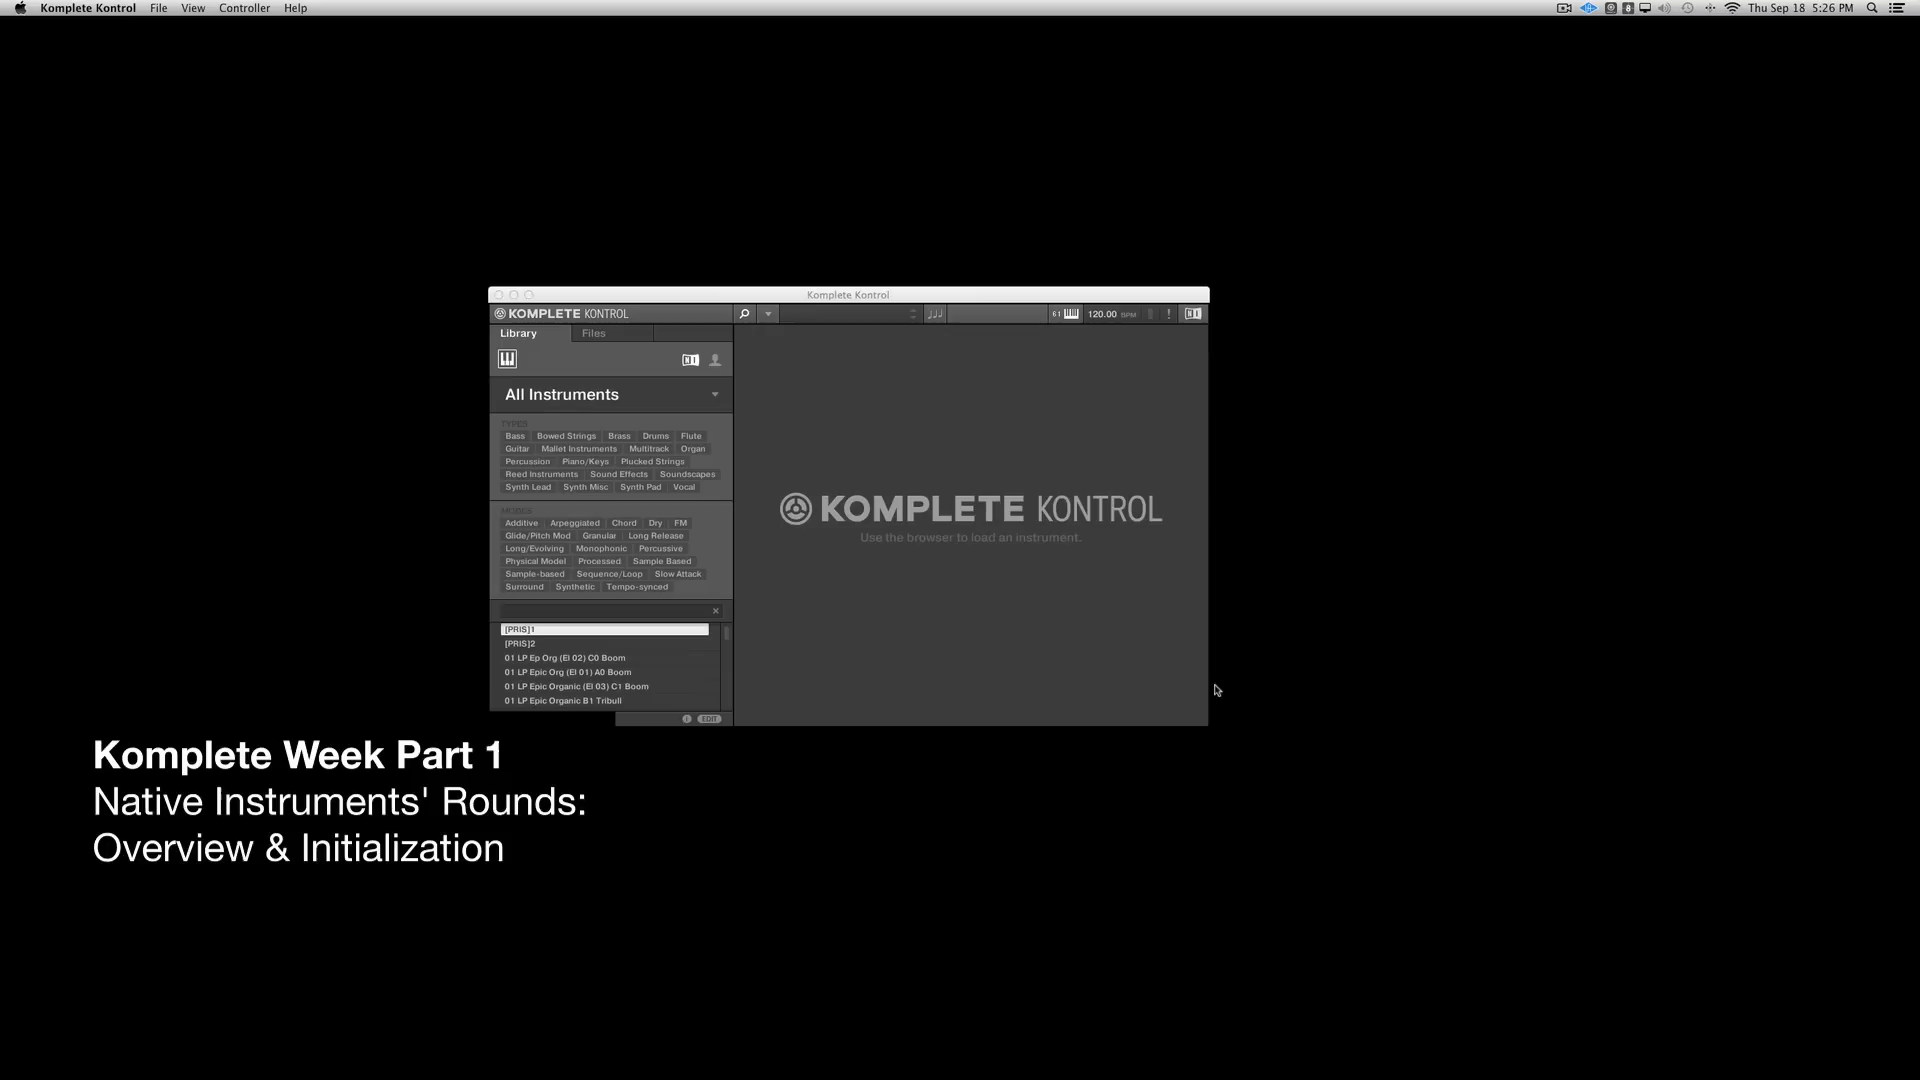 Komplete Kontrol File View Controller Help
8 Thu Sep 18 5:26 PM
Komplete Kontrol
KOMPLETE KONTROL
61 120.00 BPM ! NI
Library Files
NI
All Instruments
TYPES
Bass Bowed Strings Brass Drums Flute
Guitar Mallet Instruments Multitrack Organ
Percussion Piano/Keys Plucked Strings
Reed Instruments Sound Effects Soundscapes
Synth Lead Synth Misc Synth Pad Vocal
MODES
Additive Arpeggiated Chord Dry FM
Glide/Pitch Mod Granular Long Release
Long/Evolving Monophonic Percussive
Physical Model Processed Sample Based
Sample-based Sequence/Loop Slow Attack
Surround Synthetic Tempo-synced
[PRIS]1
[PRIS]2
01 LP Ep Org (El 02) C0 Boom
01 LP Epic Org (El 01) A0 Boom
01 LP Epic Organic (El 03) C1 Boom
01 LP Epic Organic B1 Tribull
i EDIT
KOMPLETE KONTROL
Use the browser to load an instrument.
Komplete Week Part 1
Native Instruments' Rounds:
Overview & Initialization